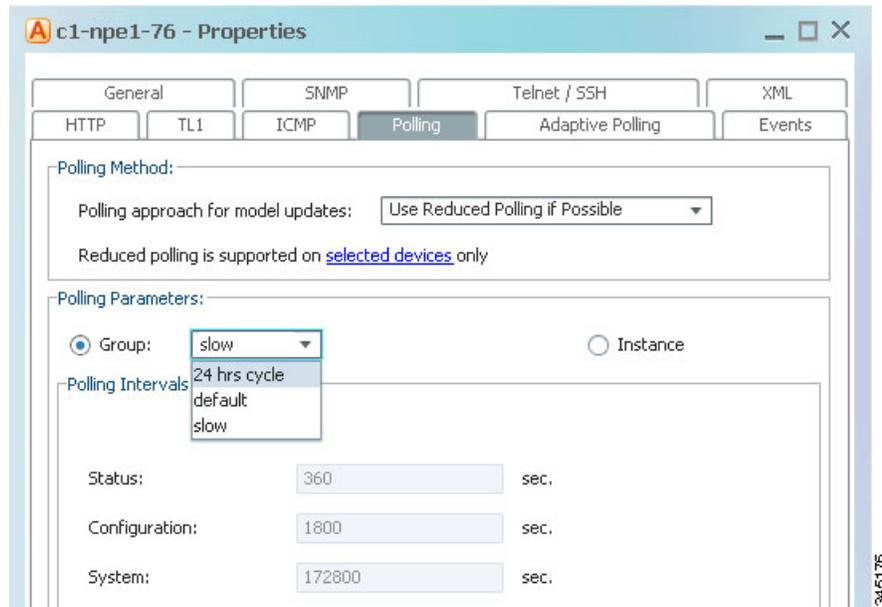 A c1-npe1-76 - Properties
General SNMP Telnet / SSH XML
HTTP TL1 ICMP Polling Adaptive Polling Events
Polling Method:
Polling approach for model updates: Use Reduced Polling if Possible
Reduced polling is supported on selected devices only
Polling Parameters:
Group: slow Instance
24 hrs cycle
Polling Intervals
default
slow
Status: 360 sec.
Configuration: 1800 sec.
System: 172800 sec.
346176